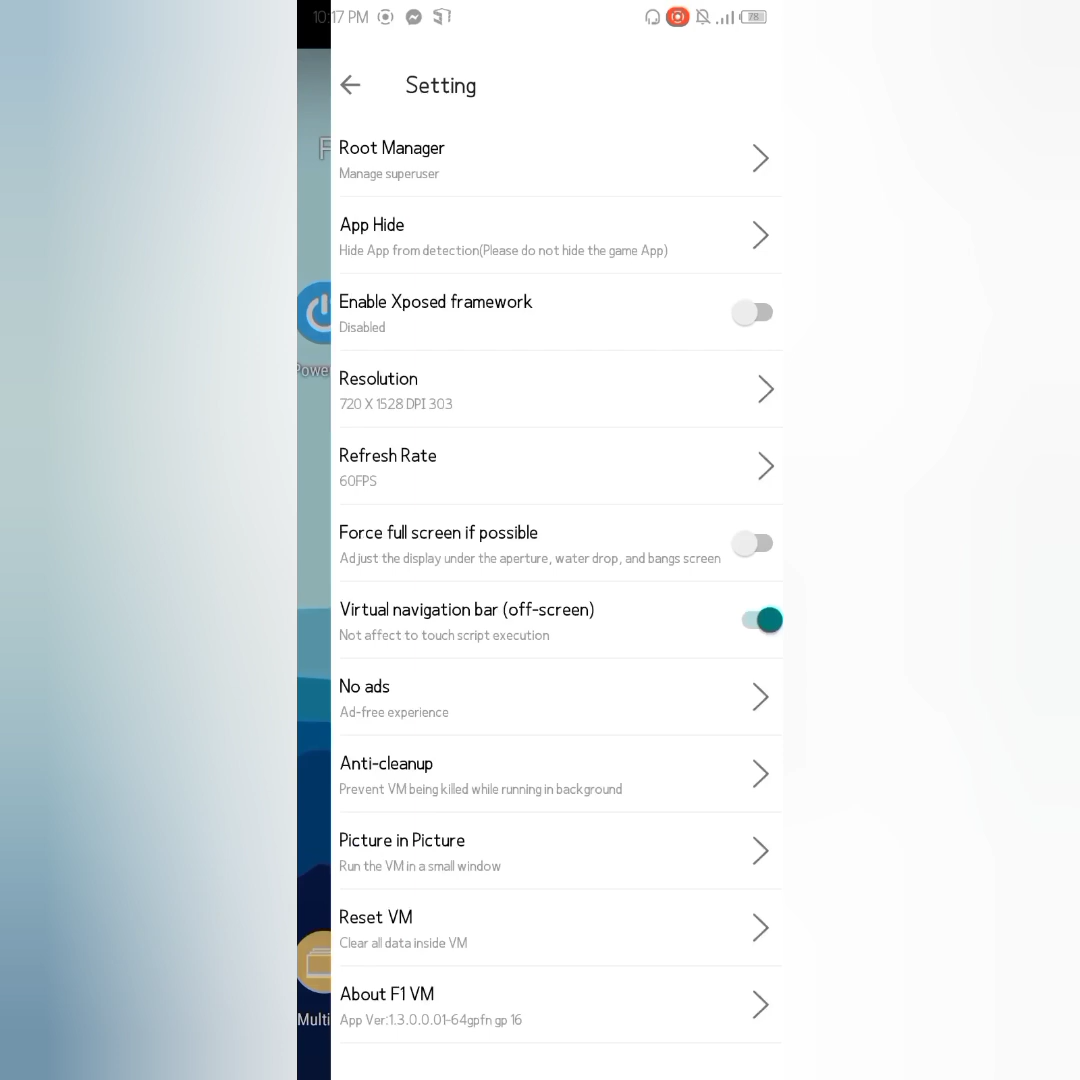 10:17 PM
78
Setting
Root Manager
Manage superuser
App Hide
Hide App from detection(Please do not hide the game App)
Enable Xposed framework
Disabled
Resolution
720 X 1528 DPI 303
Refresh Rate
60FPS
Force full screen if possible
Adjust the display under the aperture, water drop, and bangs screen
Virtual navigation bar (off-screen)
Not affect to touch script execution
No ads
Ad-free experience
Anti-cleanup
Prevent VM being killed while running in background
Picture in Picture
Run the VM in a small window
Reset VM
Clear all data inside VM
About F1 VM
App Ver:1.3.0.0.01-64gpfn gp 16
F
Powe
Multi